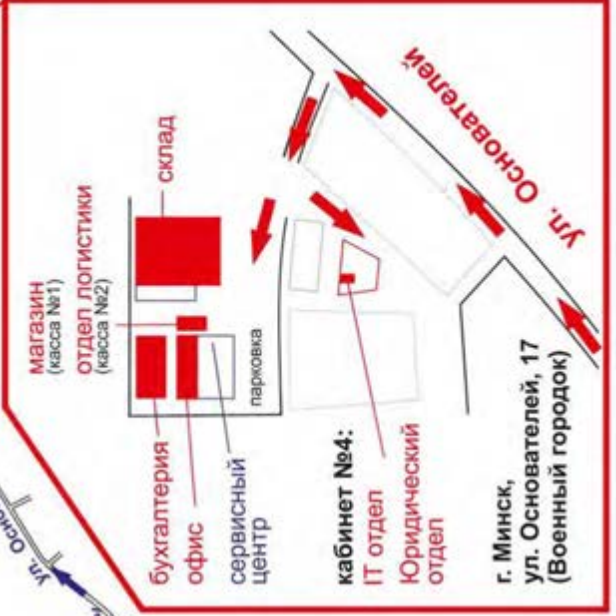 магазин
(касса №1)
отдел логистики
(касса №2)
склад
бухгалтерия
офис
сервисный
центр
парковка
кабинет №4:
IT отдел
Юридический
отдел
г. Минск,
ул. Основателей, 17
(Военный городок)
ул. Основателей
ул. Осно